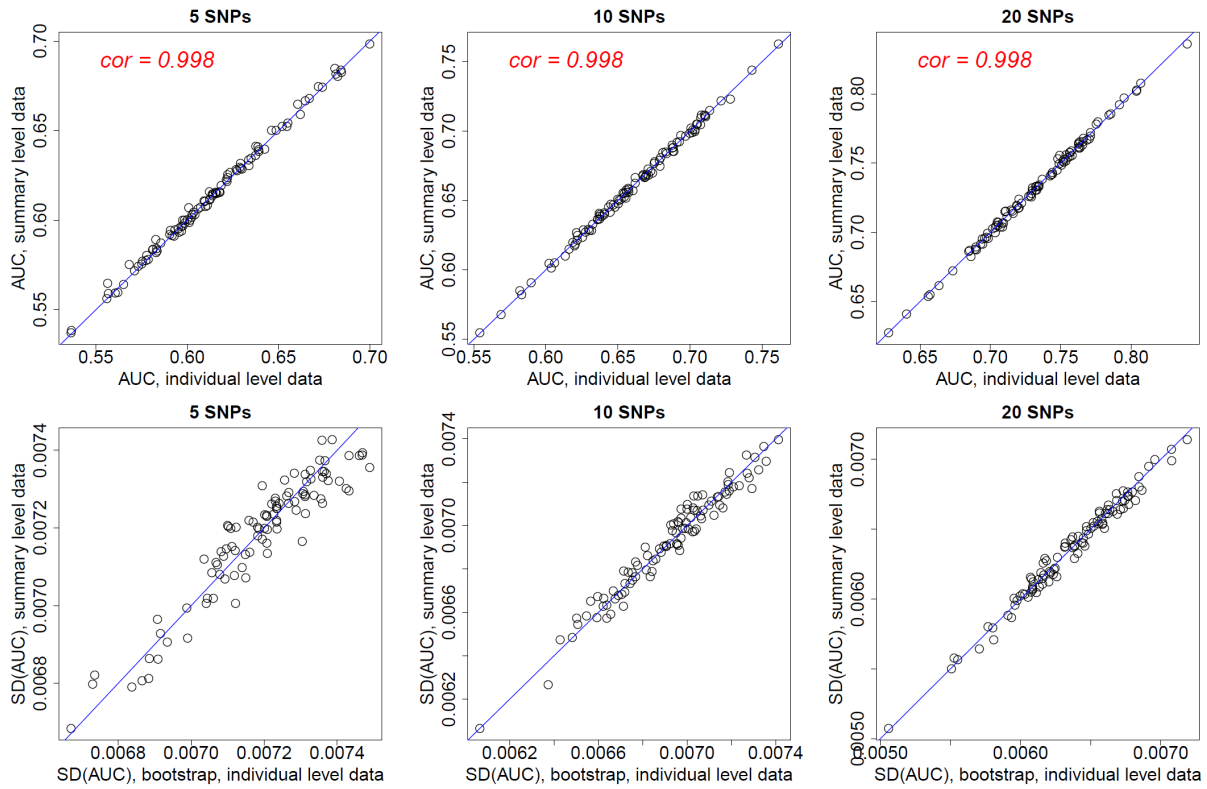 5 SNPs
cor = 0.998
AUC, summary level data
0.55 0.60 0.65 0.70
0.55 0.60 0.65 0.70
AUC, individual level data
10 SNPs
cor = 0.998
AUC, summary level data
0.55 0.60 0.65 0.70 0.75
0.55 0.60 0.65 0.70 0.75
AUC, individual level data
20 SNPs
cor = 0.998
AUC, summary level data
0.65 0.70 0.75 0.80
0.65 0.70 0.75 0.80
AUC, individual level data
5 SNPs
SD(AUC), summary level data
0.0068 0.0070 0.0072 0.0074
0.0068 0.0070 0.0072 0.0074
SD(AUC), bootstrap, individual level data
10 SNPs
SD(AUC), summary level data
0.0062 0.0066 0.0070 0.0074
0.0062 0.0066 0.0070 0.0074
SD(AUC), bootstrap, individual level data
20 SNPs
SD(AUC), summary level data
0.0050 0.0060 0.0070
0.0050 0.0060 0.0070
SD(AUC), bootstrap, individual level data